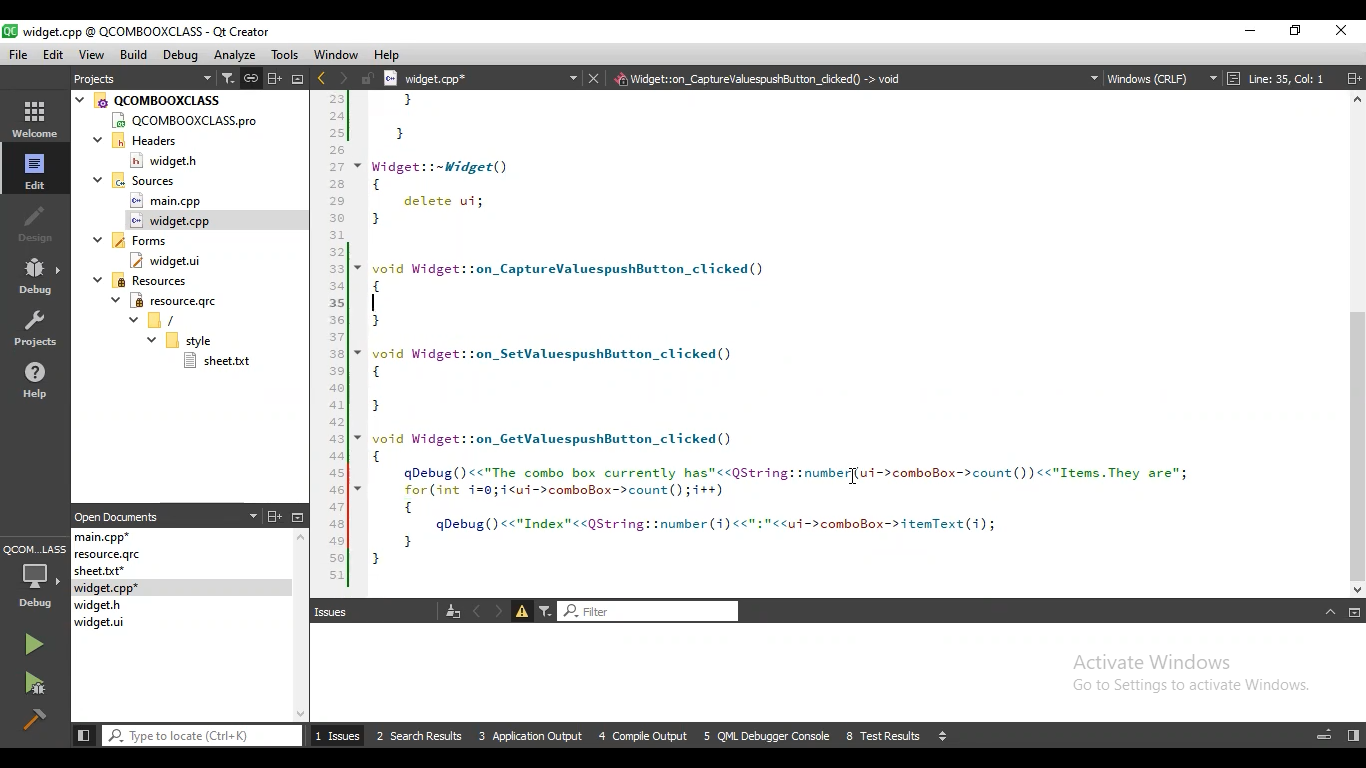 widget.cpp @ QCOMBOOXCLASS - Qt Creator
File Edit View Build Debug Analyze Tools Window Help
Projects widget.cpp* Widget::on_CaptureValuespushButton_clicked() -> void Windows (CRLF) Line: 35, Col: 1
Welcome
Edit
Design
Debug
Projects
Help
QCOM...LASS
Debug
QCOMBOOXCLASS
QCOMBOOXCLASS.pro
Headers
widget.h
Sources
main.cpp
widget.cpp
Forms
widget.ui
Resources
resource.qrc
/
style
sheet.txt
Open Documents
main.cpp*
resource.qrc
sheet.txt*
widget.cpp*
widget.h
widget.ui
23 }
24
25 }
26
27 Widget::~Widget()
28 {
29 delete ui;
30 }
31
32
33 void Widget::on_CaptureValuespushButton_clicked()
34 {
35
36 }
37
38 void Widget::on_SetValuespushButton_clicked()
39 {
40
41 }
42
43 void Widget::on_GetValuespushButton_clicked()
44 {
45 qDebug()<<"The combo box currently has"<<QString::number(ui->comboBox->count())<<"Items.They are";
46 for(int i=0;i<ui->comboBox->count();i++)
47 {
48 qDebug()<<"Index"<<QString::number(i)<<":"<<ui->comboBox->itemText(i);
49 }
50 }
51
Issues Filter
Activate Windows
Go to Settings to activate Windows.
Type to locate (Ctrl+K) 1 Issues 2 Search Results 3 Application Output 4 Compile Output 5 QML Debugger Console 8 Test Results